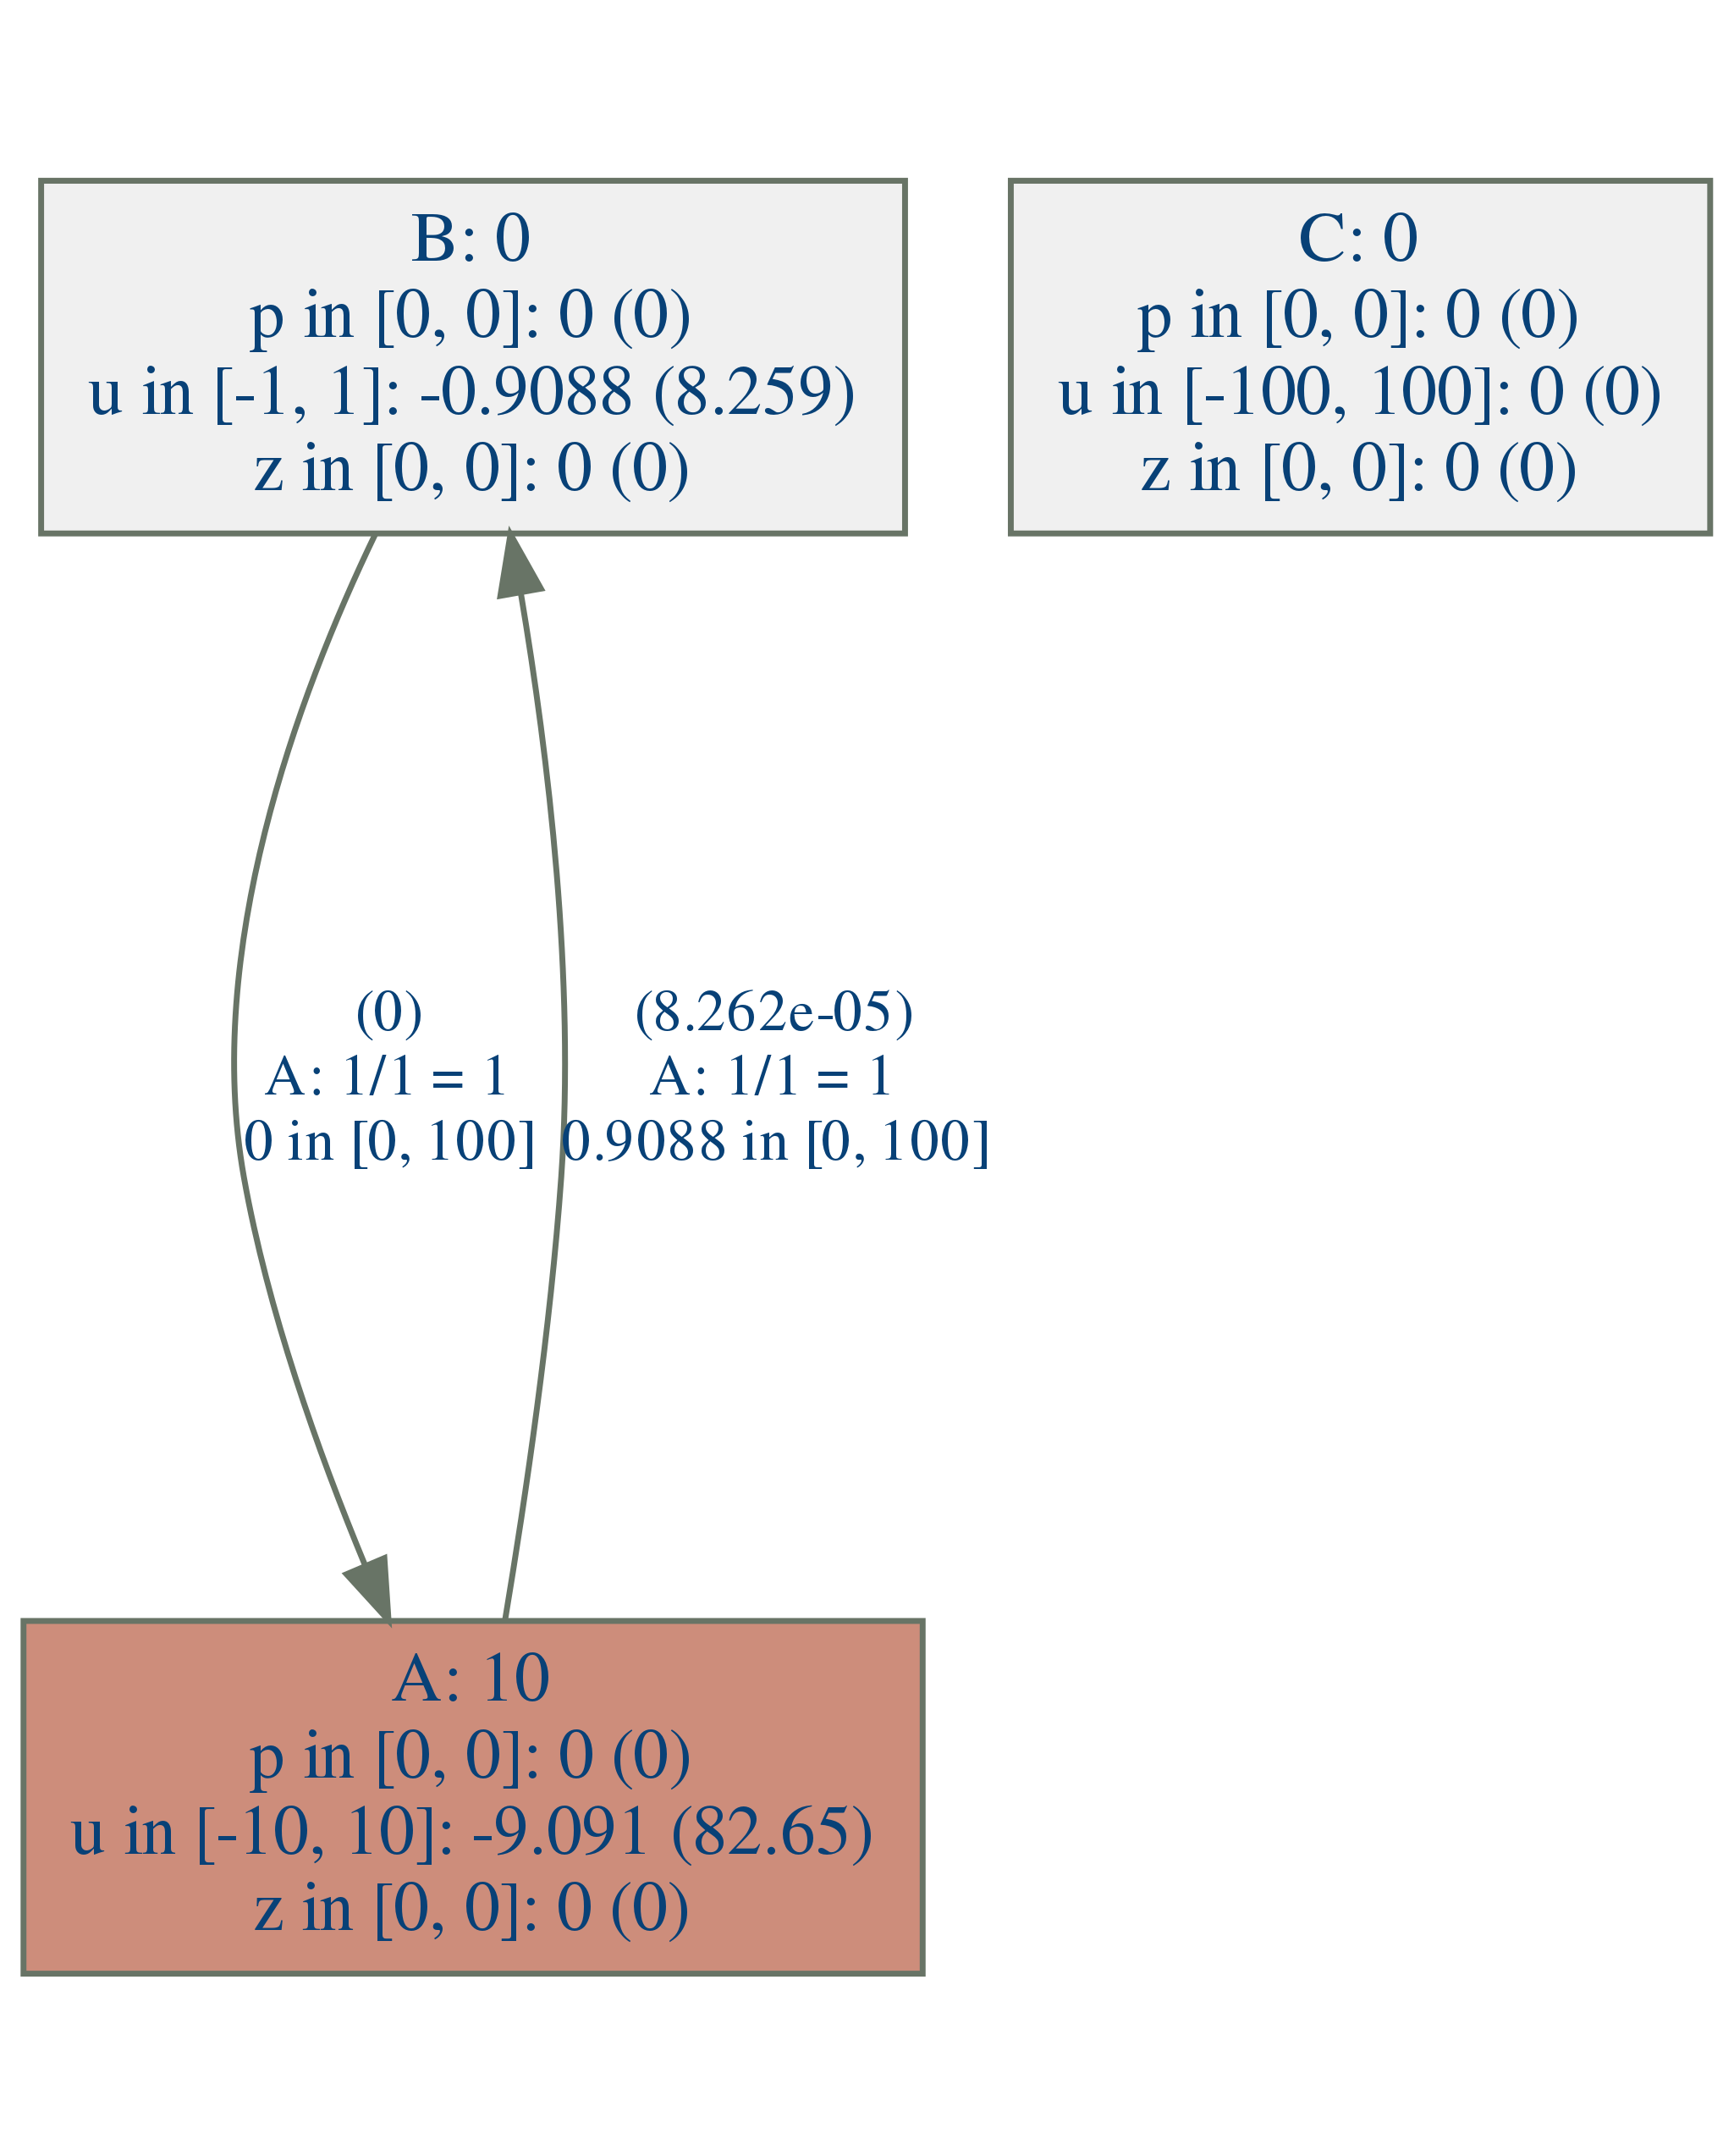 B: 0
p in [0, 0]: 0 (0)
u in [-1, 1]: -0.9088 (8.259)
z in [0, 0]: 0 (0)
C: 0
p in [0, 0]: 0 (0)
u in [-100, 100]: 0 (0)
z in [0, 0]: 0 (0)
(0)
A: 1/1 = 1
0 in [0, 100]
(8.262e-05)
A: 1/1 = 1
0.9088 in [0, 100]
A: 10
p in [0, 0]: 0 (0)
u in [-10, 10]: -9.091 (82.65)
z in [0, 0]: 0 (0)